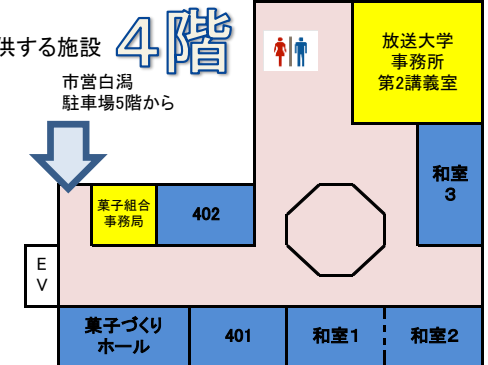 供する施設
4階
市営白潟
駐車場5階から
放送大学
事務所
第2講義室
和室
3
菓子組合
事務局
402
E
V
菓子づくり
ホール
401
和室1
和室2